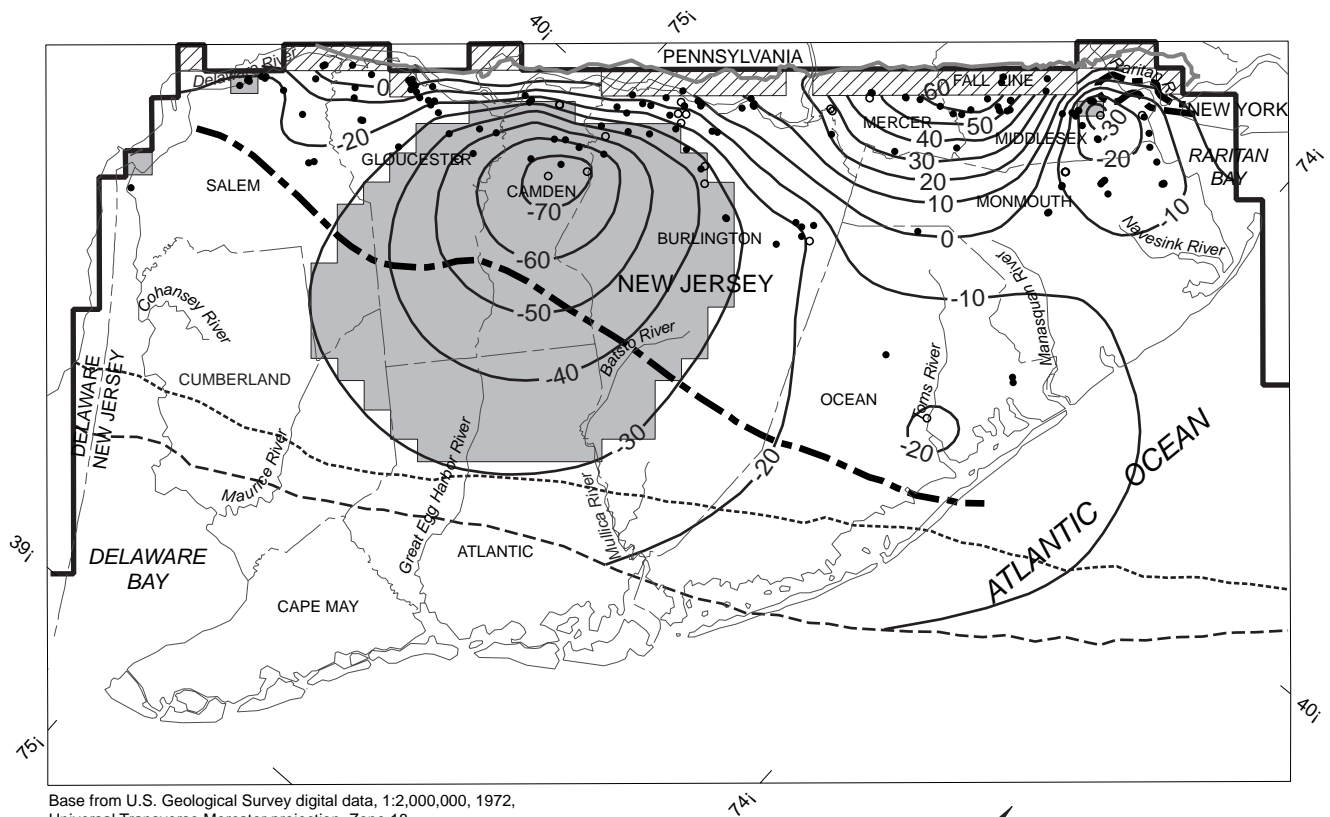 40¡
75¡
PENNSYLVANIA
Delaware River
0
60
FALL LINE
Raritan R.
NEW YORK
MERCER
50
MIDDLESEX
-30
-20
40
-20
GLOUCESTER
30
RARITAN
BAY
74¡
SALEM
CAMDEN
-70
20
10
MONMOUTH
-10
0
BURLINGTON
Navesink River
-60
NEW JERSEY
Cohansey River
-50
-10
Manasquan River
Batsto River
-40
DELAWARE
NEW JERSEY
CUMBERLAND
OCEAN
Toms River
-20
-30
-20
Maurice River
Great Egg Harbor River
Mullica River
ATLANTIC OCEAN
39¡
DELAWARE
BAY
ATLANTIC
CAPE MAY
75¡
40¡
74¡
Base from U.S. Geological Survey digital data, 1:2,000,000, 1972,